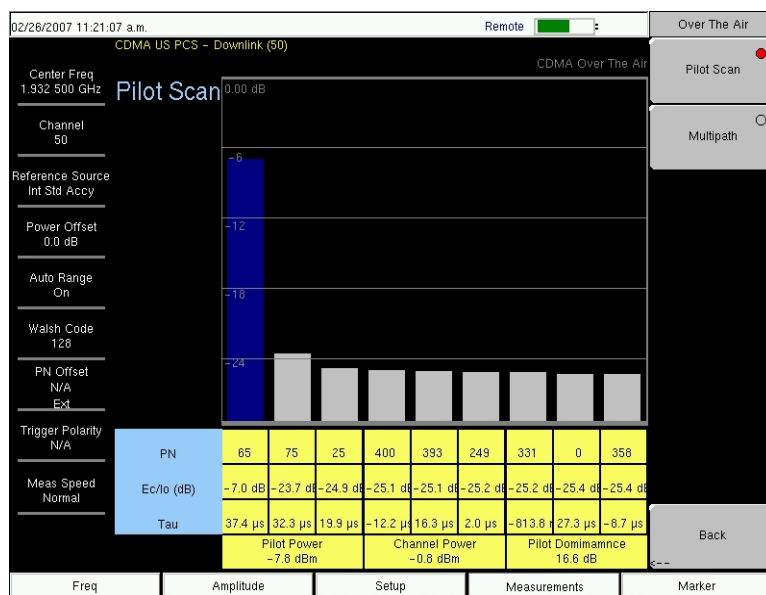 02/26/2007 11:21:07 a.m.
Remote
Over The Air
CDMA US PCS – Downlink (50)
CDMA Over The Air
Pilot Scan
Center Freq
1.932 500 GHz
Channel
50
Reference Source
Int Std Accy
Power Offset
0.0 dB
Auto Range
On
Walsh Code
128
PN Offset
N/A
Ext
Trigger Polarity
N/A
Meas Speed
Normal
0.00 dB
-6
-12
-18
-24
PN 65 75 25 400 393 249 331 0 358
Ec/Io (dB) -7.0 dB -23.7 dB -24.9 dB -25.1 dB -25.1 dB -25.2 dB -25.2 dB -25.4 dB -25.4 dB
Tau 37.4 µs 32.3 µs 19.9 µs -12.2 µs 16.3 µs 2.0 µs -813.8 27.3 µs -8.7 µs
Pilot Power
-7.8 dBm
Channel Power
-0.8 dBm
Pilot Domimamnce
16.6 dB
Pilot Scan
Multipath
Back
<--
Freq Amplitude Setup Measurements Marker